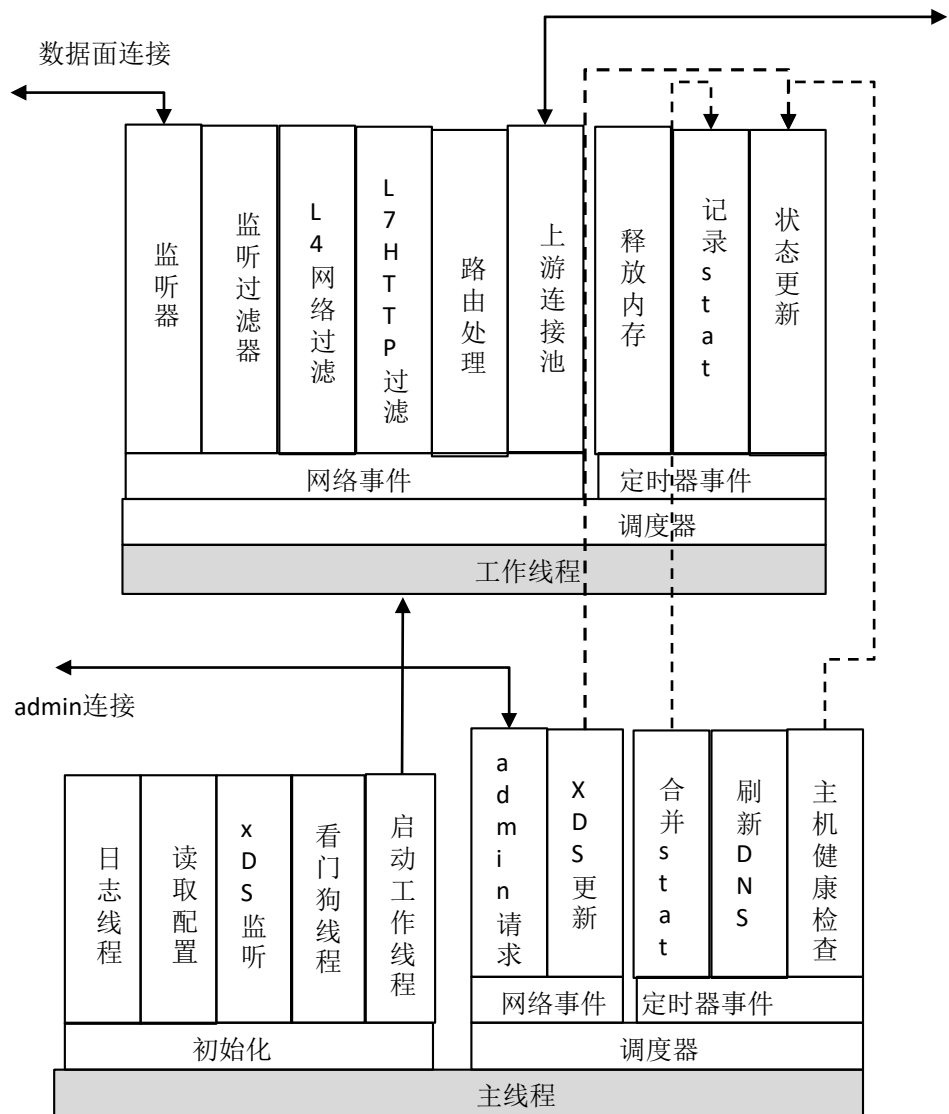 数据面连接
监听器
监听过滤器
L4网络过滤
L7HTTP过滤
路由处理
上游连接池
释放内存
记录stat
状态更新
网络事件
定时器事件
调度器
工作线程
admin连接
日志线程
读取配置
xDS监听
看门狗线程
启动工作线程
admin请求
XDS更新
合并stat
刷新DNS
主机健康检查
网络事件
定时器事件
初始化
调度器
主线程